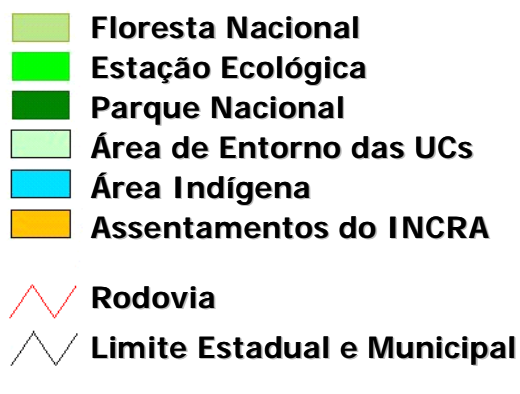 Floresta Nacional
Estação Ecológica
Parque Nacional
Área de Entorno das UCs
Área Indígena
Assentamentos do INCRA
Rodovia
Limite Estadual e Municipal